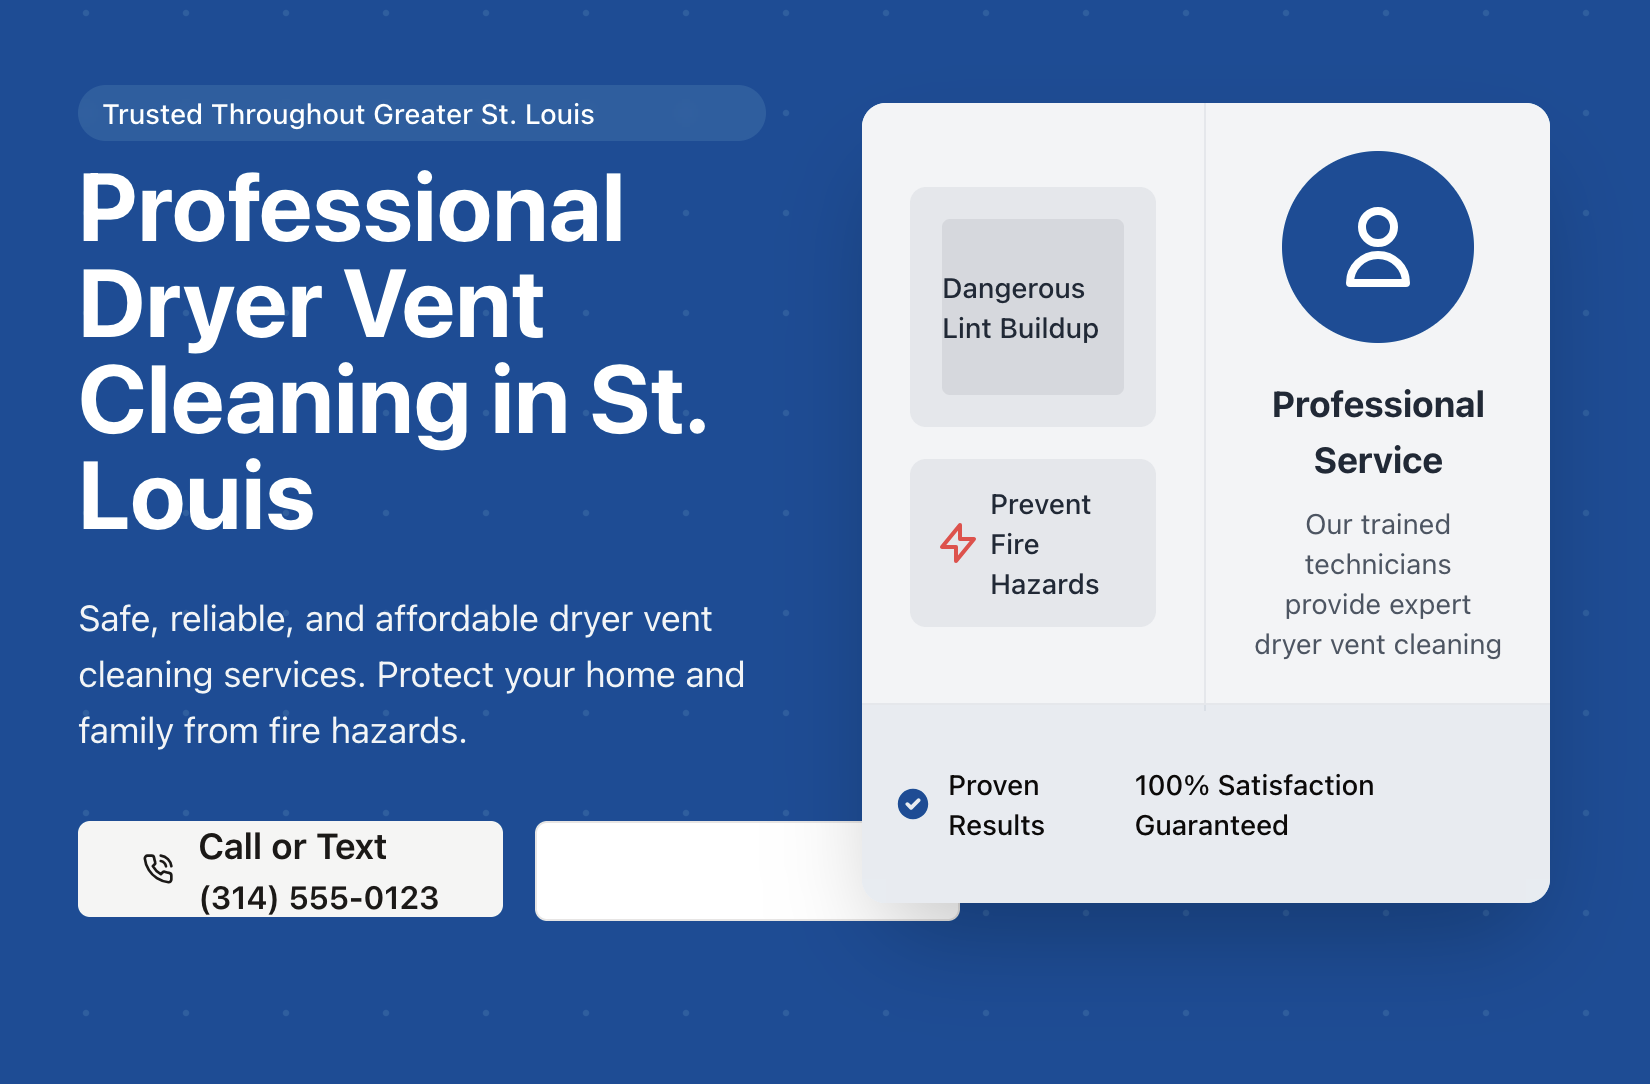 Trusted Throughout Greater St. Louis
Professional
Dryer Vent
Cleaning in St.
Louis
Safe, reliable, and affordable dryer vent
cleaning services. Protect your home and
family from fire hazards.
Call or Text
(314) 555-0123
Dangerous
Lint Buildup
Prevent
Fire
Hazards
Professional
Service
Our trained
technicians
provide expert
dryer vent cleaning
Proven
Results
100% Satisfaction
Guaranteed